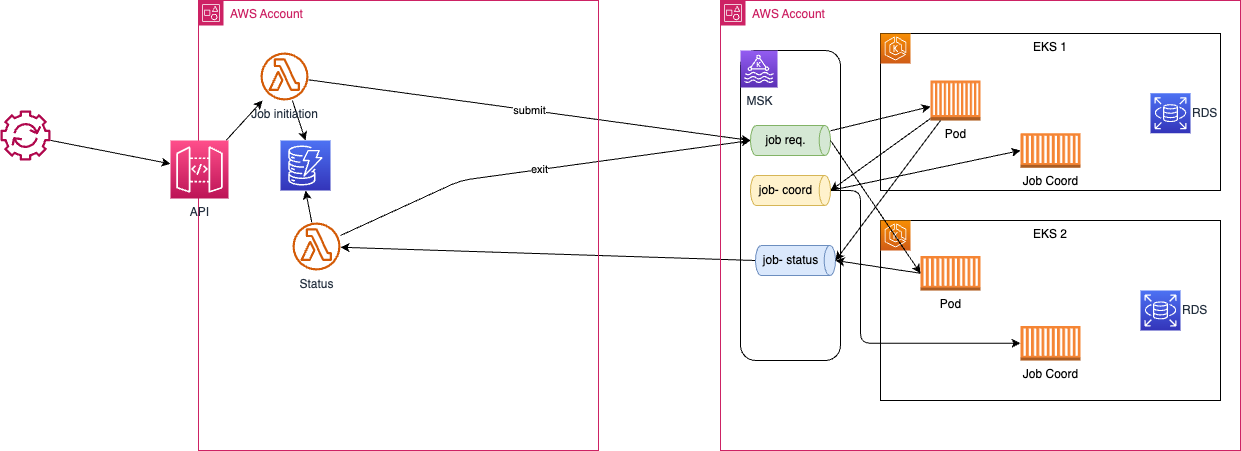 AWS Account
Job initiation
API
Status
submit
exit
AWS Account
MSK
job req.
job- coord
job- status
EKS 1
Pod
Job Coord
RDS
EKS 2
Pod
Job Coord
RDS